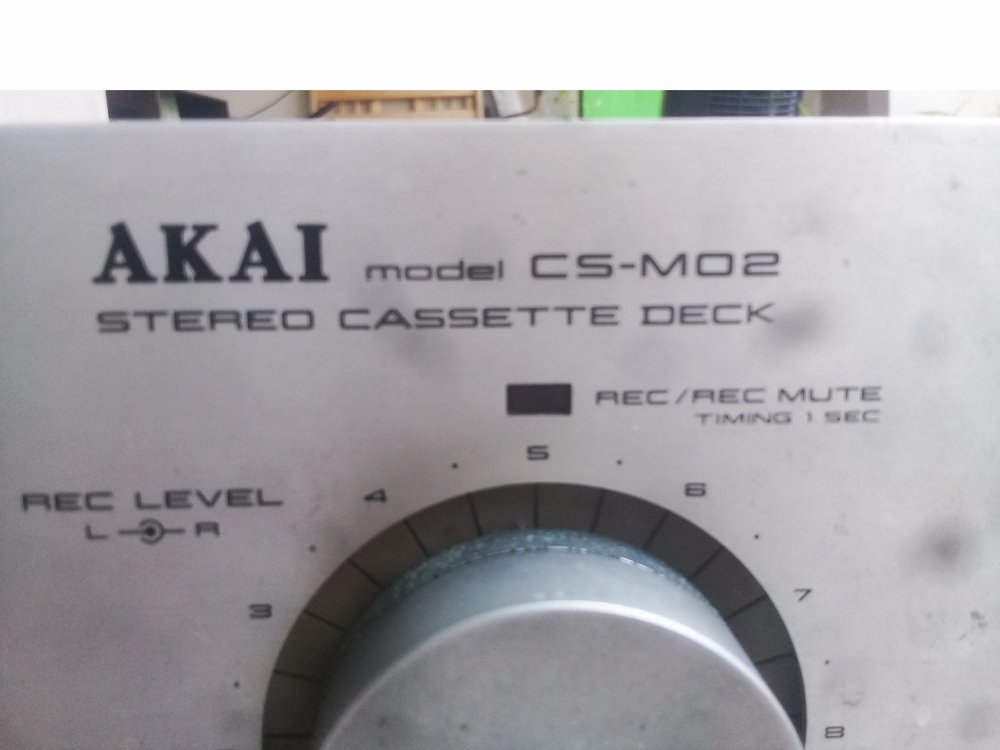 AKAI model CS-M02
STEREO CASSETTE DECK
REC/REC MUTE
TIMING 1 SEC
REC LEVEL
L R
3 4 5 6 7 8